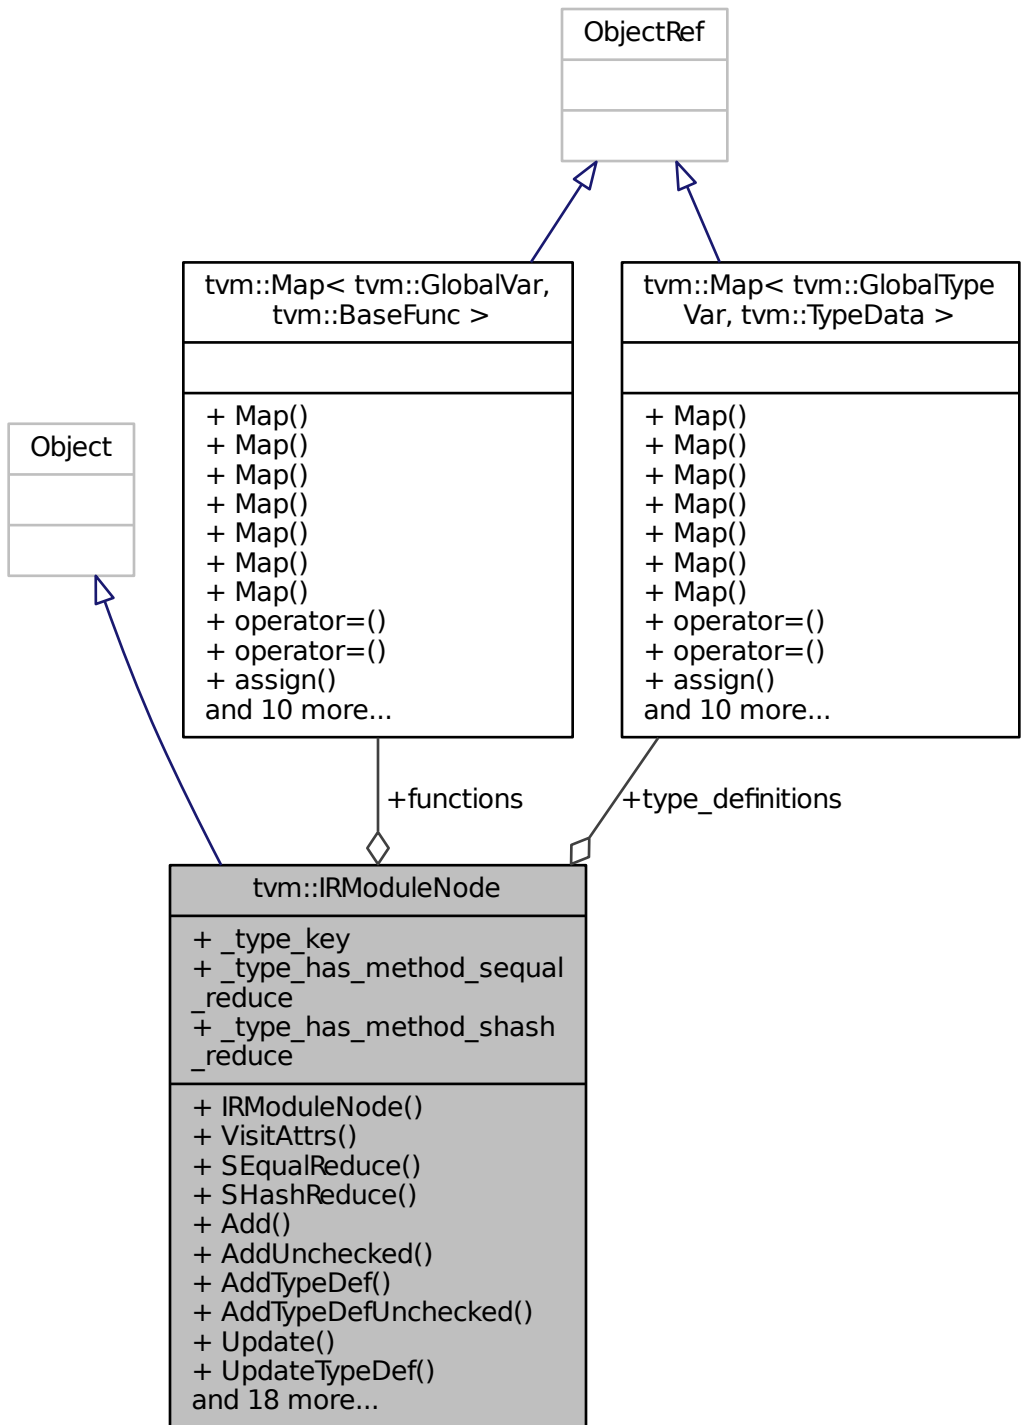 ObjectRef
tvm::Map< tvm::GlobalVar,
tvm::BaseFunc >
+ Map()
+ Map()
+ Map()
+ Map()
+ Map()
+ Map()
+ Map()
+ operator=()
+ operator=()
+ assign()
and 10 more...
tvm::Map< tvm::GlobalType
Var, tvm::TypeData >
+ Map()
+ Map()
+ Map()
+ Map()
+ Map()
+ Map()
+ Map()
+ operator=()
+ operator=()
+ assign()
and 10 more...
Object
+functions
+type_definitions
tvm::IRModuleNode
+ _type_key
+ _type_has_method_sequal
_reduce
+ _type_has_method_shash
_reduce
+ IRModuleNode()
+ VisitAttrs()
+ SEqualReduce()
+ SHashReduce()
+ Add()
+ AddUnchecked()
+ AddTypeDef()
+ AddTypeDefUnchecked()
+ Update()
+ UpdateTypeDef()
and 18 more...